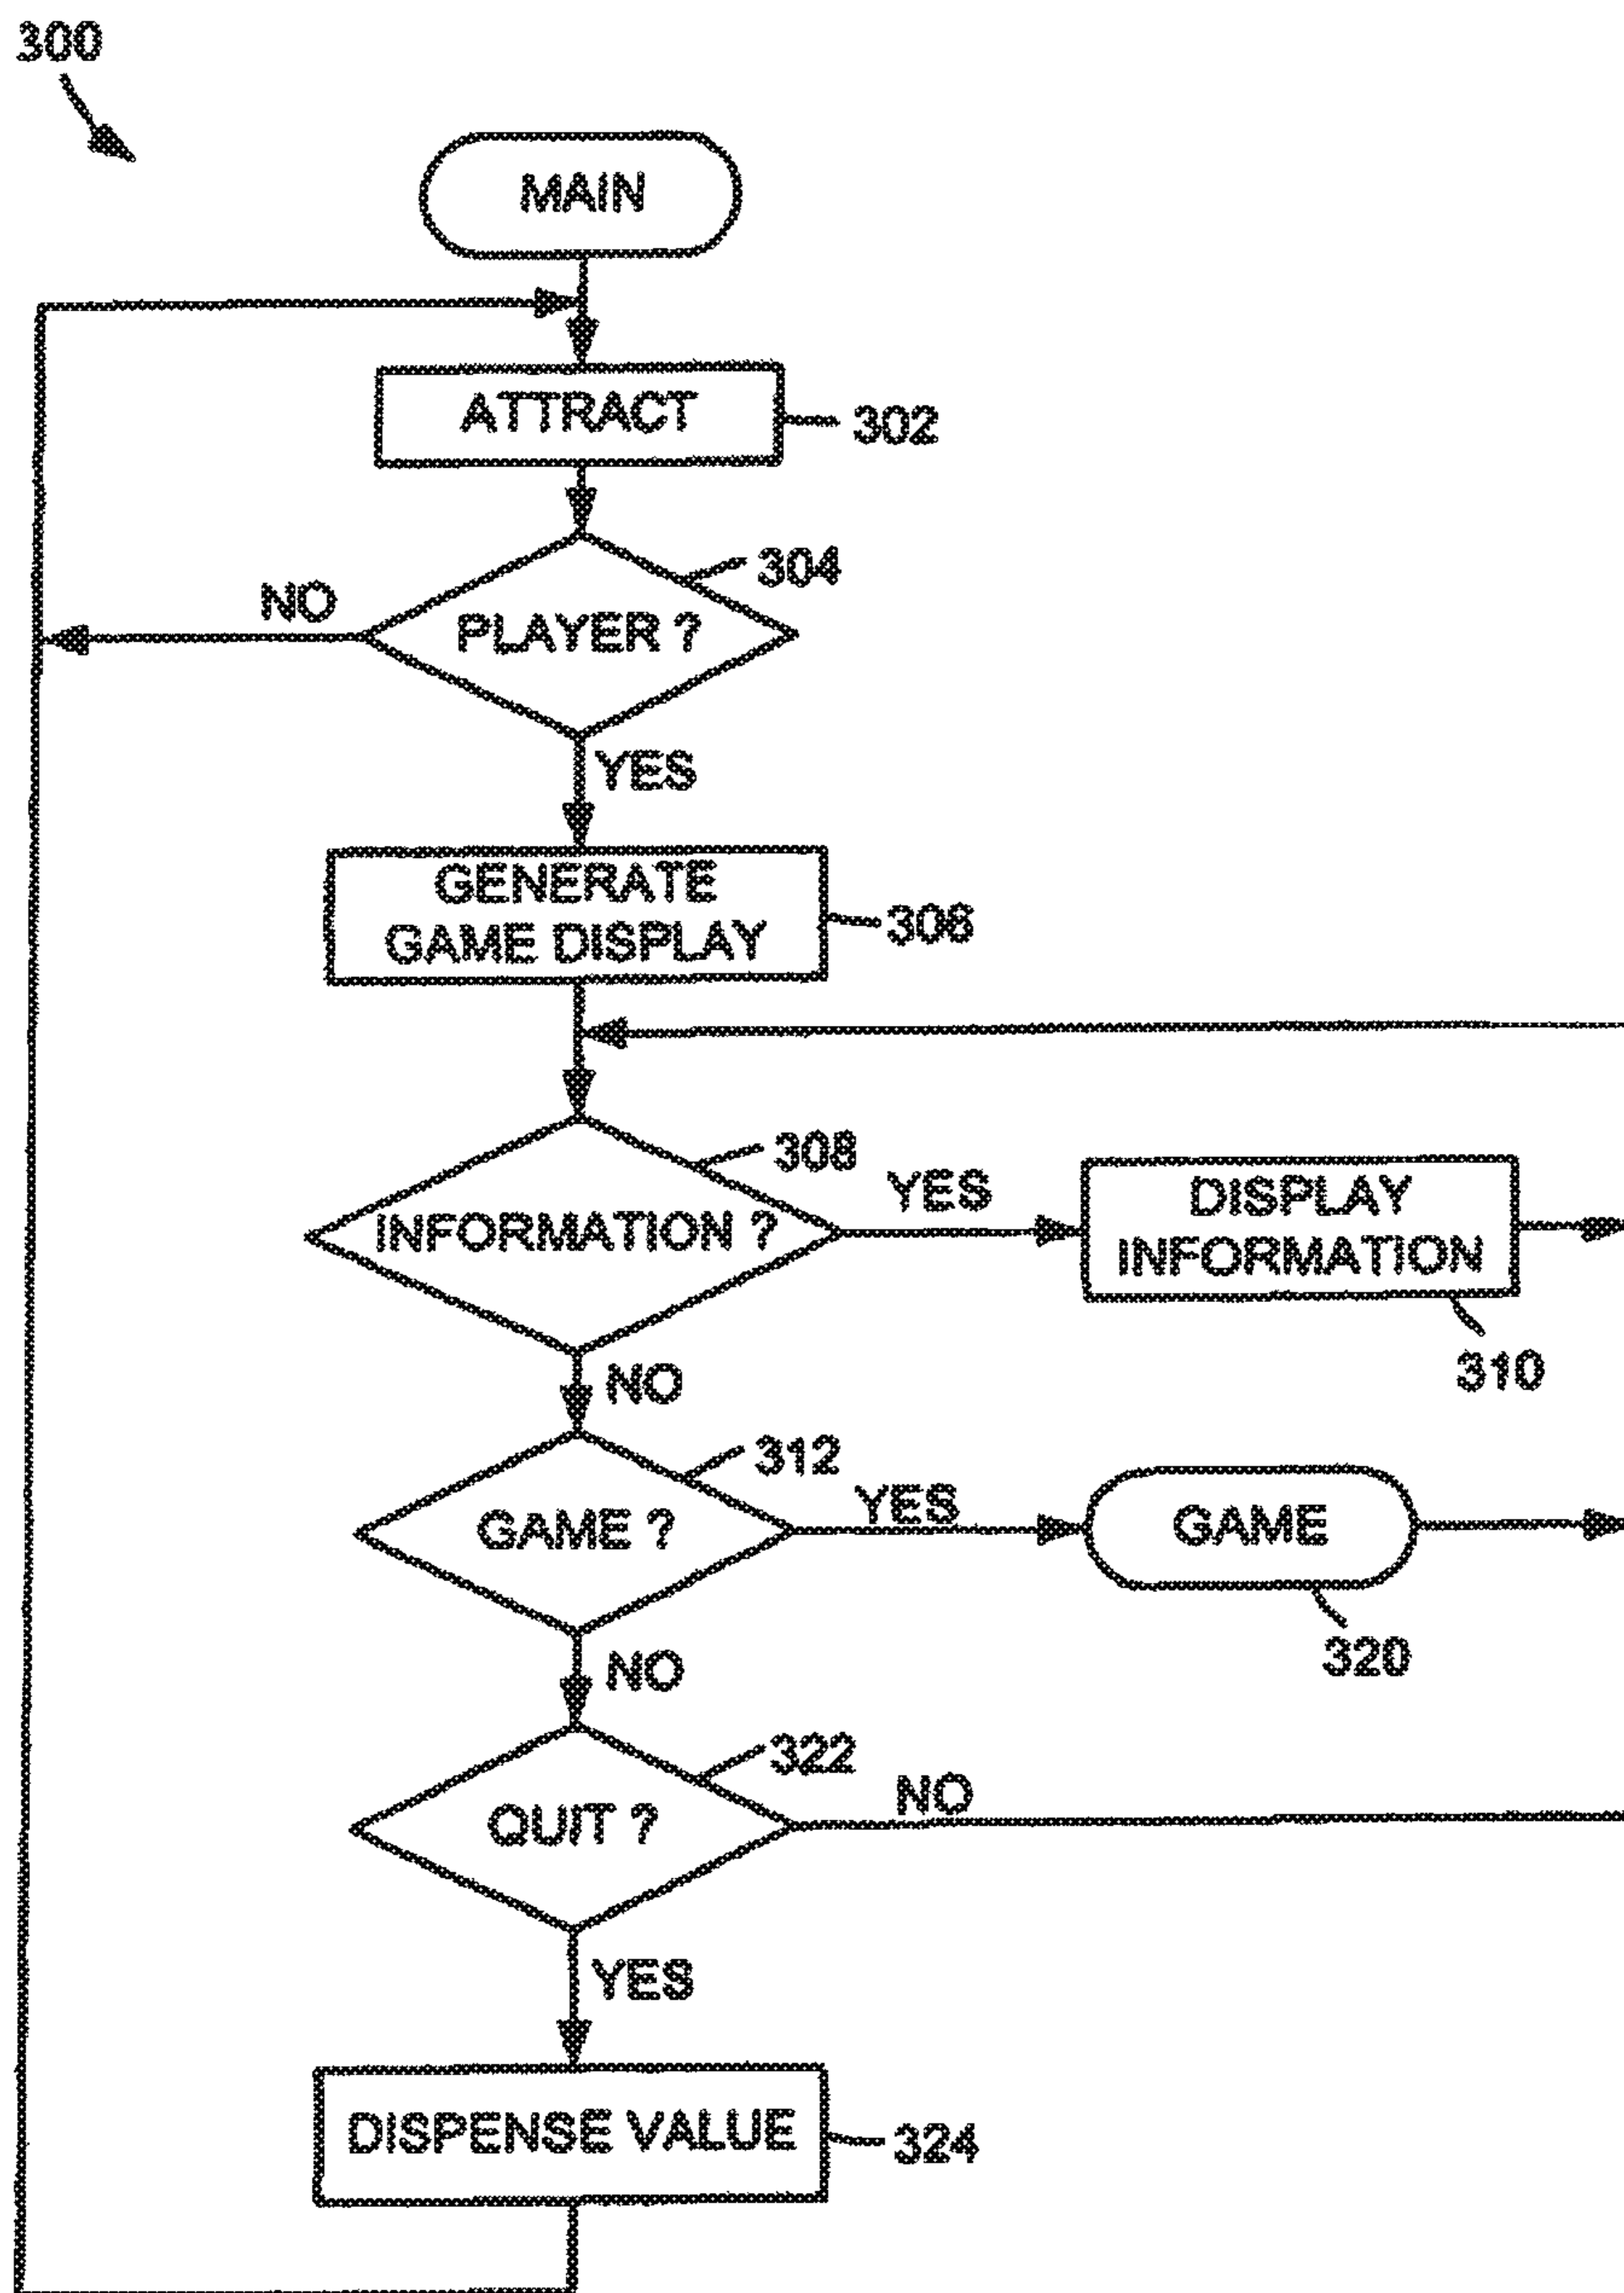 300
MAIN
ATTRACT
302
304
NO
PLAYER ?
YES
GENERATE
GAME DISPLAY
306
308
YES
INFORMATION ?
DISPLAY
INFORMATION
310
NO
312
YES
GAME ?
GAME
320
NO
322
NO
QUIT ?
YES
DISPENSE VALUE
324